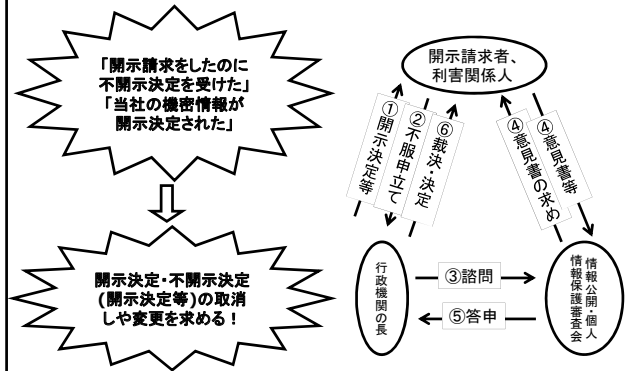 「開示請求をしたのに
不開示決定を受けた」
「当社の機密情報が
開示決定された」
開示決定・不開示決定
(開示決定等)の取消
しや変更を求める！
開示請求者、
利害関係人
①開示決定等
②不服申立て
⑥裁決・決定
④意見書の求め
④意見書等
行政機関の長
③諮問
⑤答申
情報公開・個人
情報保護審査会